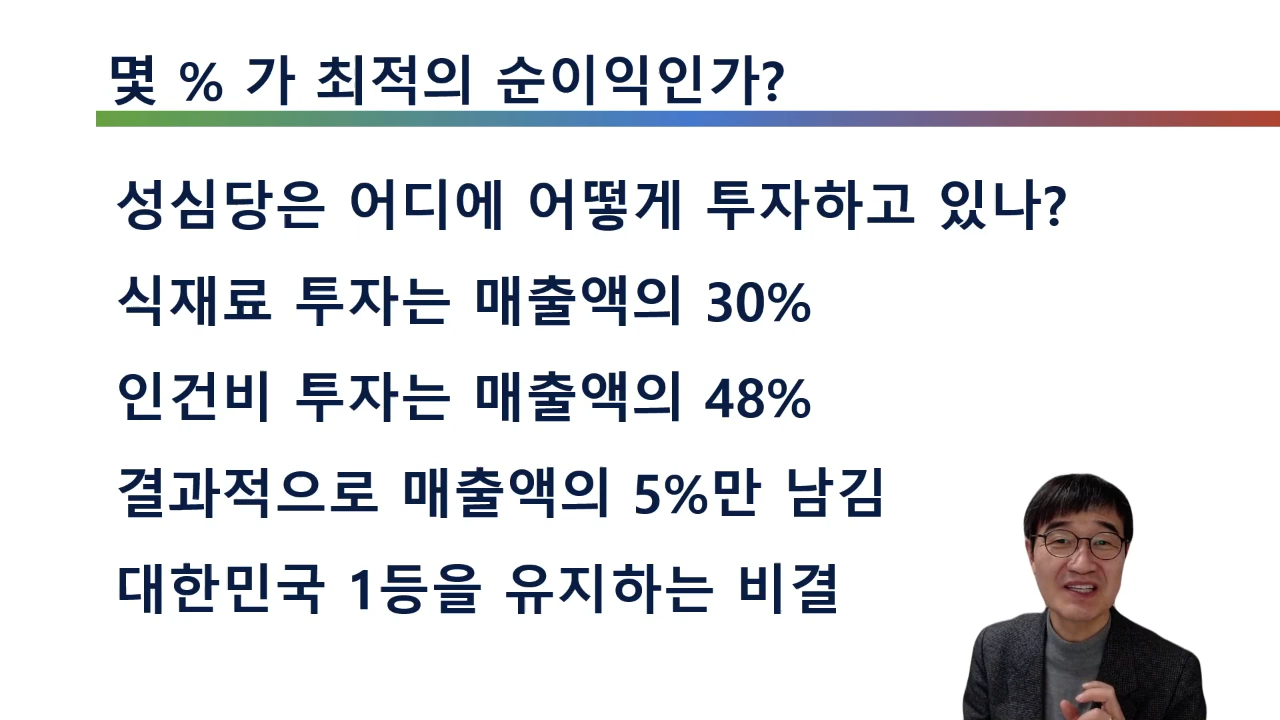 몇 % 가 최적의 순이익인가?
성심당은 어디에 어떻게 투자하고 있나?
식재료 투자는 매출액의 30%
인건비 투자는 매출액의 48%
결과적으로 매출액의 5%만 남김
대한민국 1등을 유지하는 비결